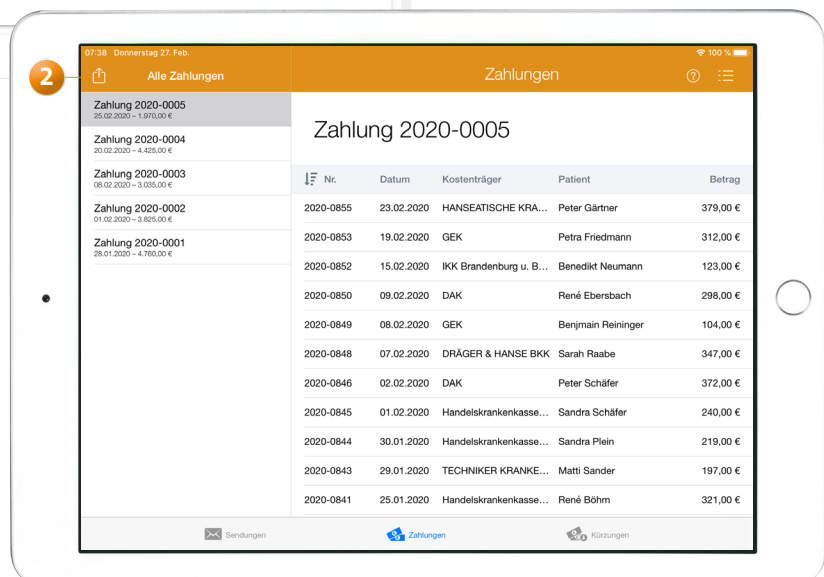 07:38 Donnerstag 27. Feb.
100 %
2
Alle Zahlungen
Zahlungen
?
Zahlung 2020-0005
25.02.2020 – 1.970,00 €
Zahlung 2020-0004
20.02.2020 – 4.425,00 €
Zahlung 2020-0003
08.02.2020 – 3.035,00 €
Zahlung 2020-0002
01.02.2020 – 3.825,00 €
Zahlung 2020-0001
28.01.2020 – 4.760,00 €
Zahlung 2020-0005
Nr. Datum Kostenträger Patient Betrag
2020-0855 23.02.2020 HANSEATISCHE KRA... Peter Gärtner 379,00 €
2020-0853 19.02.2020 GEK Petra Friedmann 312,00 €
2020-0852 15.02.2020 IKK Brandenburg u. B... Benedikt Neumann 123,00 €
2020-0850 09.02.2020 DAK René Ebersbach 298,00 €
2020-0849 08.02.2020 GEK Benjmain Reininger 104,00 €
2020-0848 07.02.2020 DRÄGER & HANSE BKK Sarah Raabe 347,00 €
2020-0846 02.02.2020 DAK Peter Schäfer 372,00 €
2020-0845 01.02.2020 Handelskrankenkasse... Sandra Schäfer 240,00 €
2020-0844 30.01.2020 Handelskrankenkasse... Sandra Plein 219,00 €
2020-0843 29.01.2020 TECHNIKER KRANKE... Matti Sander 197,00 €
2020-0841 25.01.2020 Handelskrankenkasse... René Böhm 321,00 €
Sendungen
Zahlungen
Kürzungen